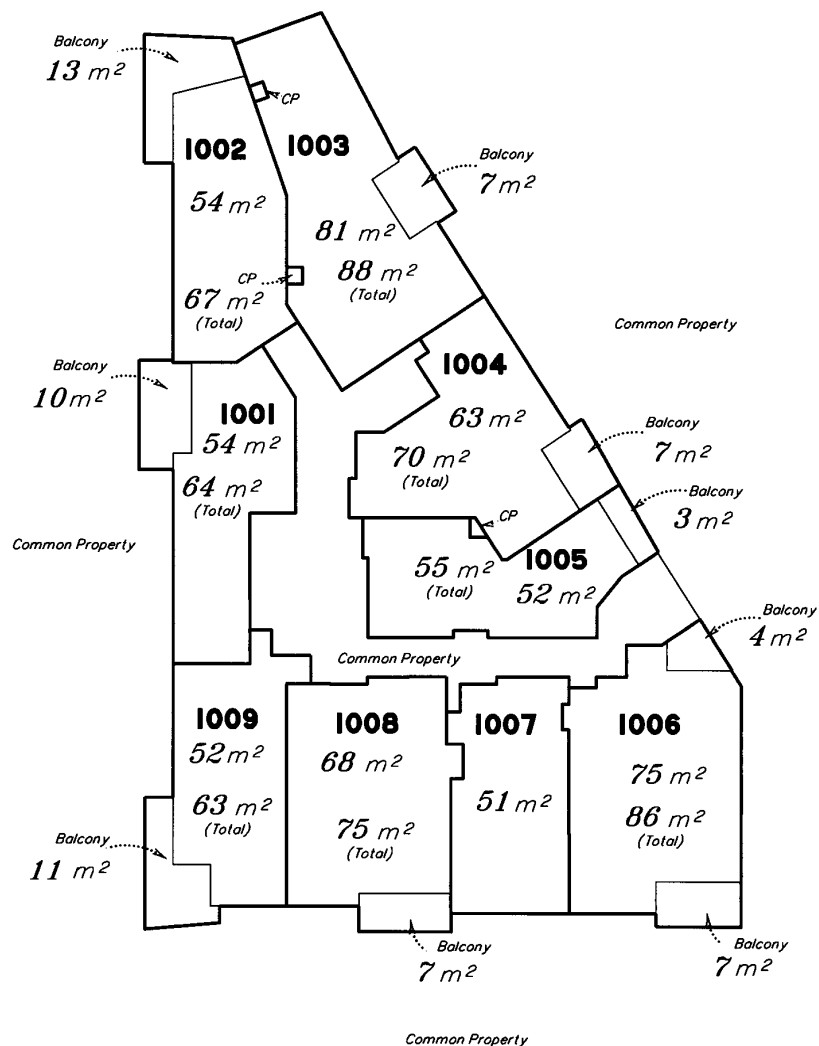 Balcony
13 m²
CP
1002
1003
Balcony
7 m²
54 m²
81 m²
CP
88 m²
(Total)
67 m²
(Total)
Common Property
Balcony
10 m²
1004
1001
63 m²
54 m²
Balcony
7 m²
70 m²
(Total)
64 m²
(Total)
Balcony
3 m²
CP
Common Property
1005
55 m²
(Total)
52 m²
Balcony
4 m²
Common Property
1009
1008
1007
1006
52 m²
68 m²
75 m²
51 m²
63 m²
(Total)
75 m²
(Total)
86 m²
(Total)
Balcony
11 m²
Balcony
7 m²
Balcony
7 m²
Common Property